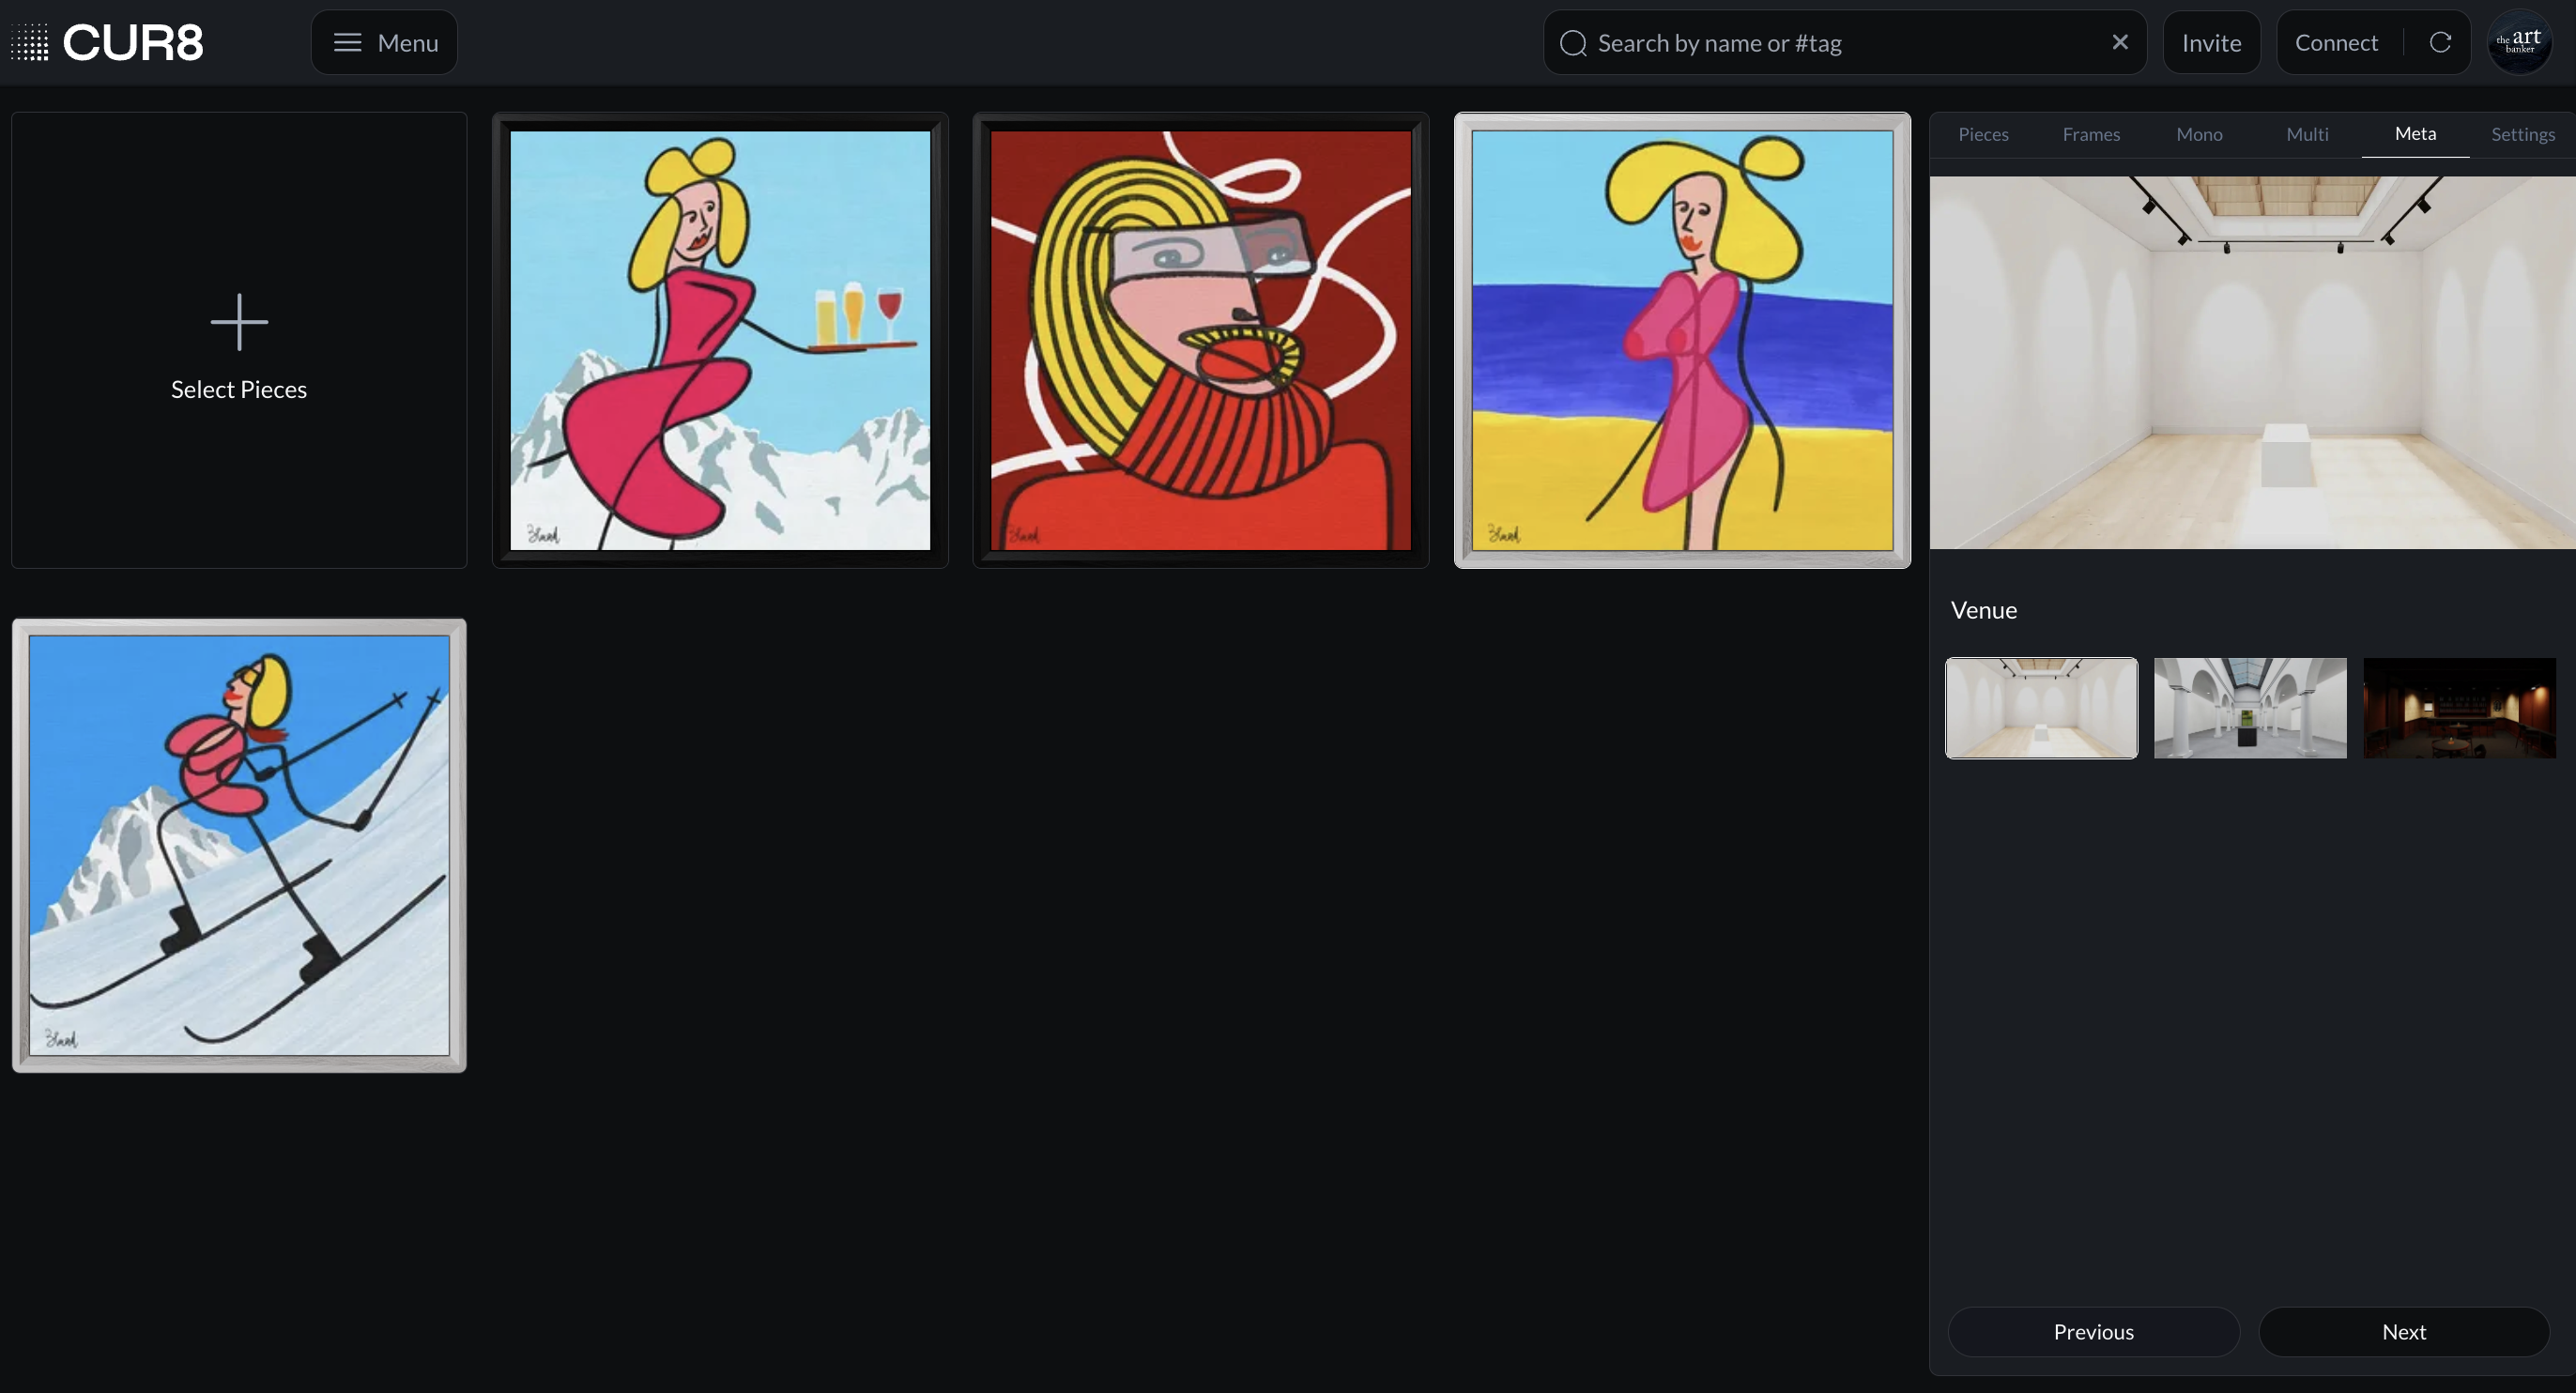 CUR8
Menu
Search by name or #tag
Invite
Connect
the art
banker
Select Pieces
Pieces
Frames
Mono
Multi
Meta
Settings
Venue
Previous
Next